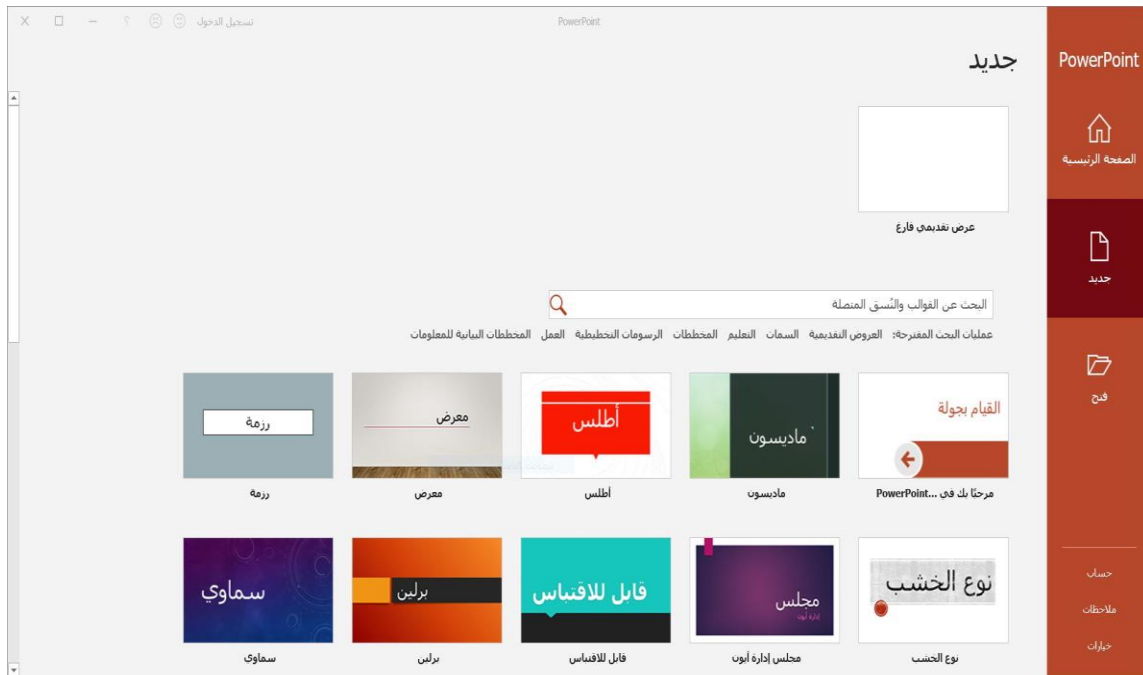 تسجيل الدخول
PowerPoint
PowerPoint
جديد
الصفحة الرئيسية
جديد
فتح
حساب
ملاحظات
خيارات
عرض تقديمي فارغ
البحث عن القوالب والنُسق المتصلة
عمليات البحث المقترحة: العروض التقديمية السمات التعليم المخططات الرسومات التخطيطية العمل المخططات البيانية للمعلومات
القيام بجولة
ماديسون
أطلس
معرض
رزمة
مرحبًا بك في ...PowerPoint
ماديسون
أطلس
معرض
رزمة
نوع الخشب
مجلس
إدارة أيون
قابل للاقتباس
برلين
سماوي
نوع الخشب
مجلس إدارة أيون
قابل للاقتباس
برلين
سماوي